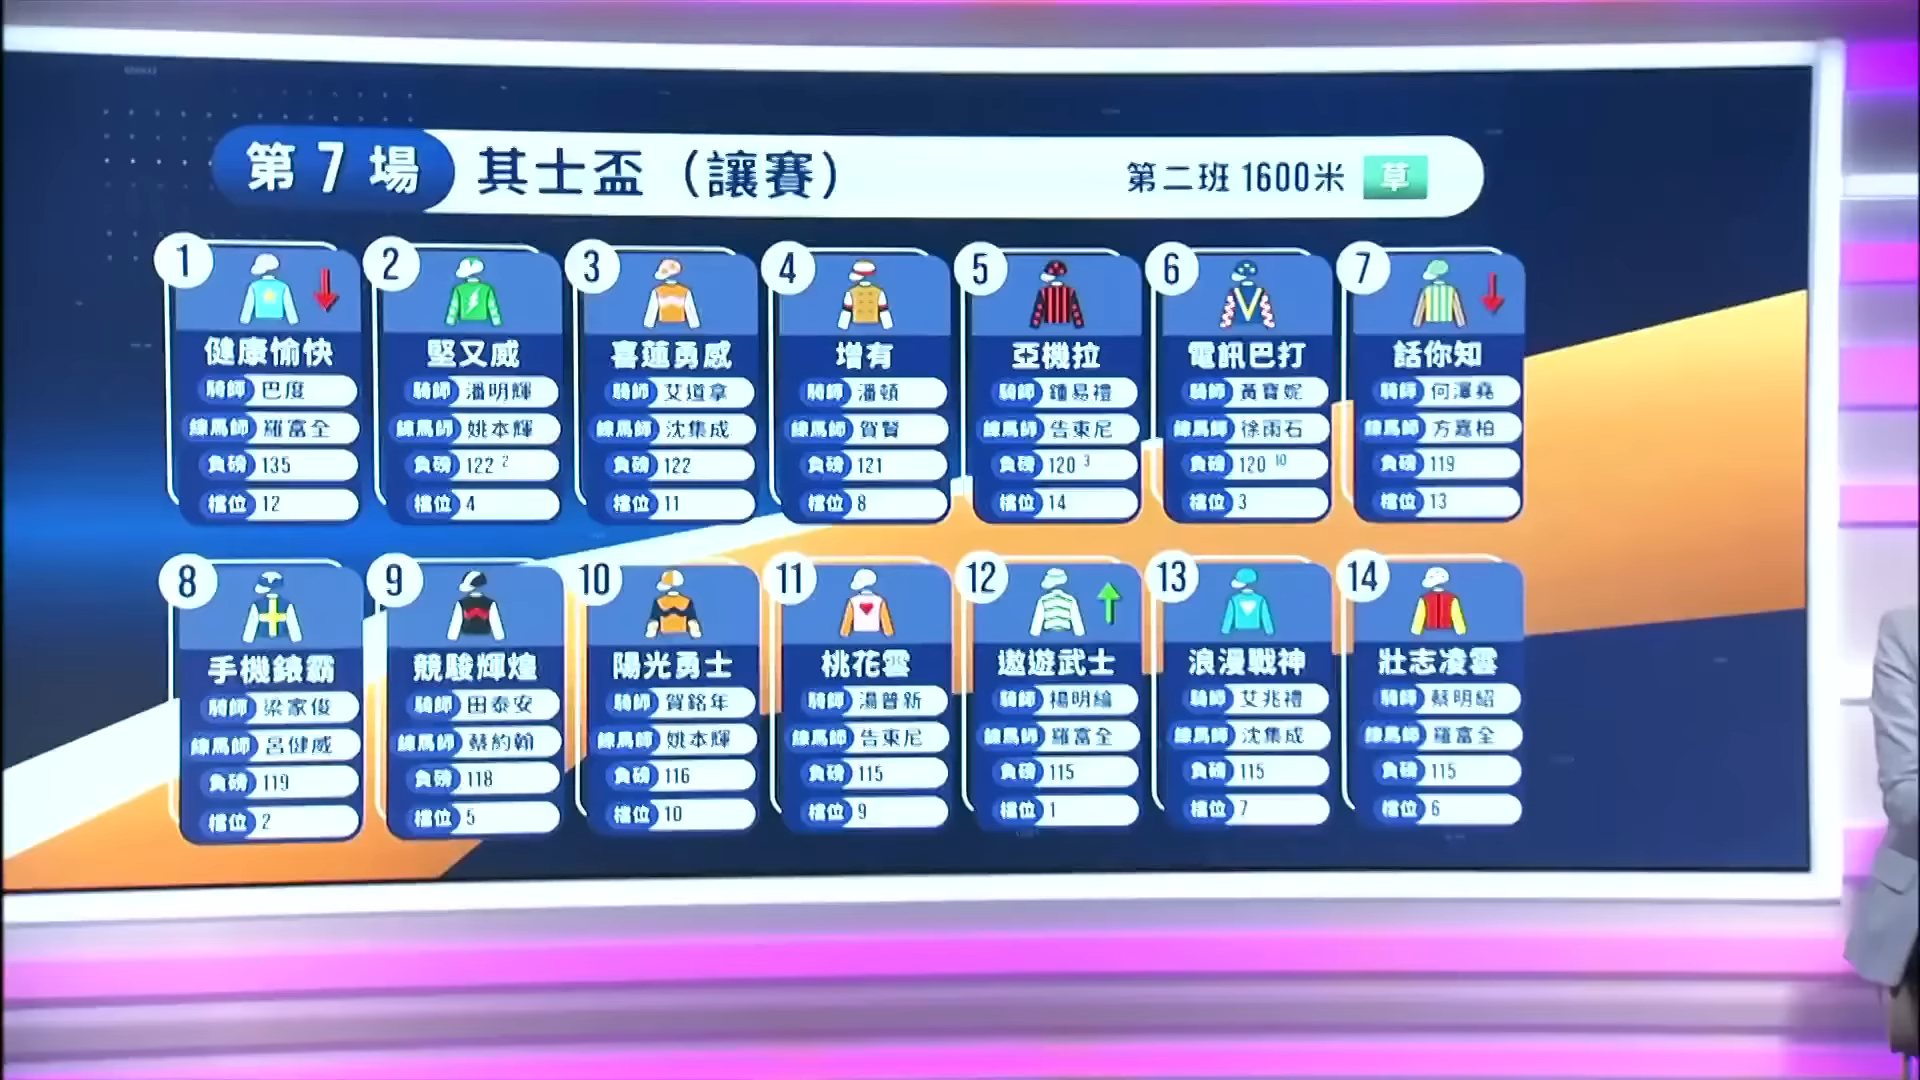 第 7 場 其士盃（讓賽） 第二班 1600米 草
1
健康愉快
騎師 巴度
練馬師 羅富全
負磅 135
檔位 12
2
堅又威
騎師 潘明輝
練馬師 姚本輝
負磅 122 2
檔位 4
3
喜蓮勇感
騎師 艾道拿
練馬師 沈集成
負磅 122
檔位 11
4
增有
騎師 潘頓
練馬師 賀賢
負磅 121
檔位 8
5
亞機拉
騎師 鍾易禮
練馬師 告東尼
負磅 120 3
檔位 14
6
電訊巴打
騎師 黃寶妮
練馬師 徐雨石
負磅 120 10
檔位 3
7
話你知
騎師 何澤堯
練馬師 方嘉柏
負磅 119
檔位 13
8
手機錶霸
騎師 梁家俊
練馬師 呂健威
負磅 119
檔位 2
9
競駿輝煌
騎師 田泰安
練馬師 蔡約翰
負磅 118
檔位 5
10
陽光勇士
騎師 賀銘年
練馬師 姚本輝
負磅 116
檔位 10
11
桃花雲
騎師 湯普新
練馬師 告東尼
負磅 115
檔位 9
12
遨遊武士
騎師 楊明綸
練馬師 羅富全
負磅 115
檔位 1
13
浪漫戰神
騎師 艾兆禮
練馬師 沈集成
負磅 115
檔位 7
14
壯志凌雲
騎師 蔡明紹
練馬師 羅富全
負磅 115
檔位 6